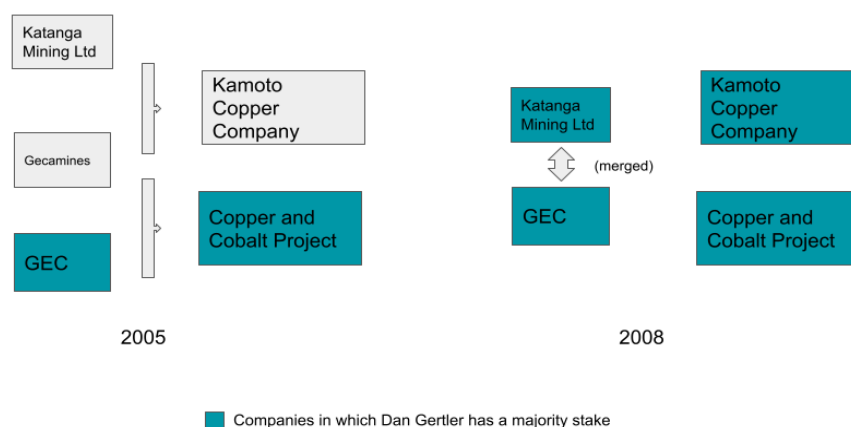 Katanga
Mining Ltd
Kamoto
Copper
Company
Gecamines
Copper and
Cobalt Project
GEC
2005
Katanga
Mining Ltd
Kamoto
Copper
Company
(merged)
GEC
Copper and
Cobalt Project
2008
Companies in which Dan Gertler has a majority stake